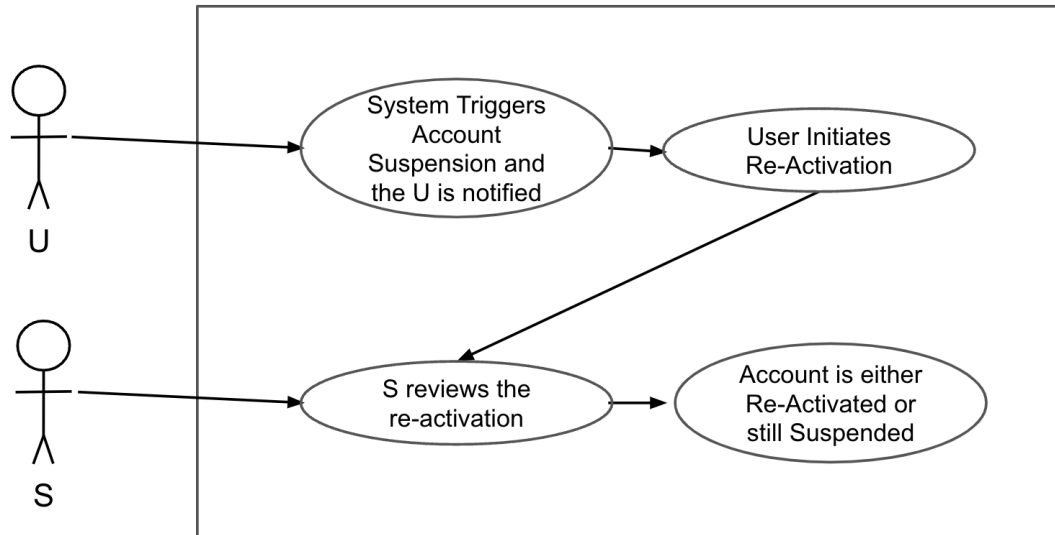 System Triggers
Account
Suspension and
the U is notified
User Initiates
Re-Activation
U
S reviews the
re-activation
Account is either
Re-Activated or
still Suspended
S